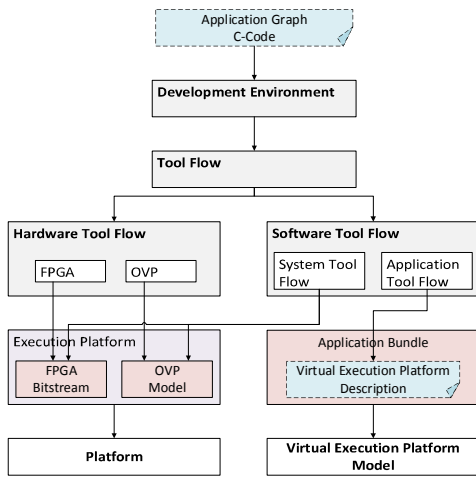 Application Graph
C-Code
Development Environment
Tool Flow
Hardware Tool Flow
FPGA
OVP
Software Tool Flow
System Tool
Flow
Application
Tool Flow
Execution Platform
FPGA
Bitstream
OVP
Model
Application Bundle
Virtual Execution Platform
Description
Platform
Virtual Execution Platform
Model